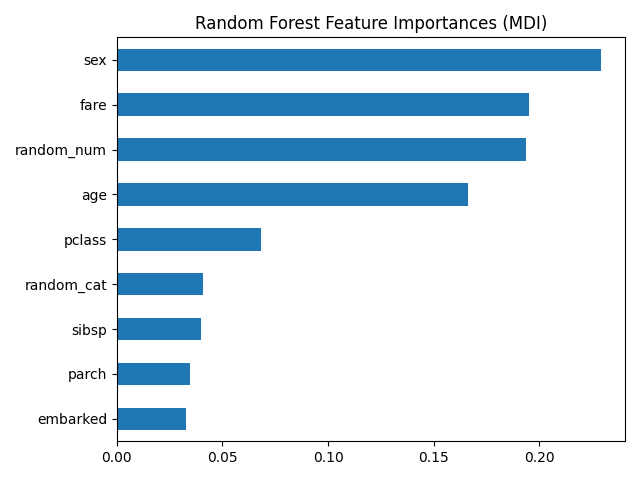 Random Forest Feature Importances (MDI)
sex
fare
random_num
age
pclass
random_cat
sibsp
parch
embarked
0.00 0.05 0.10 0.15 0.20